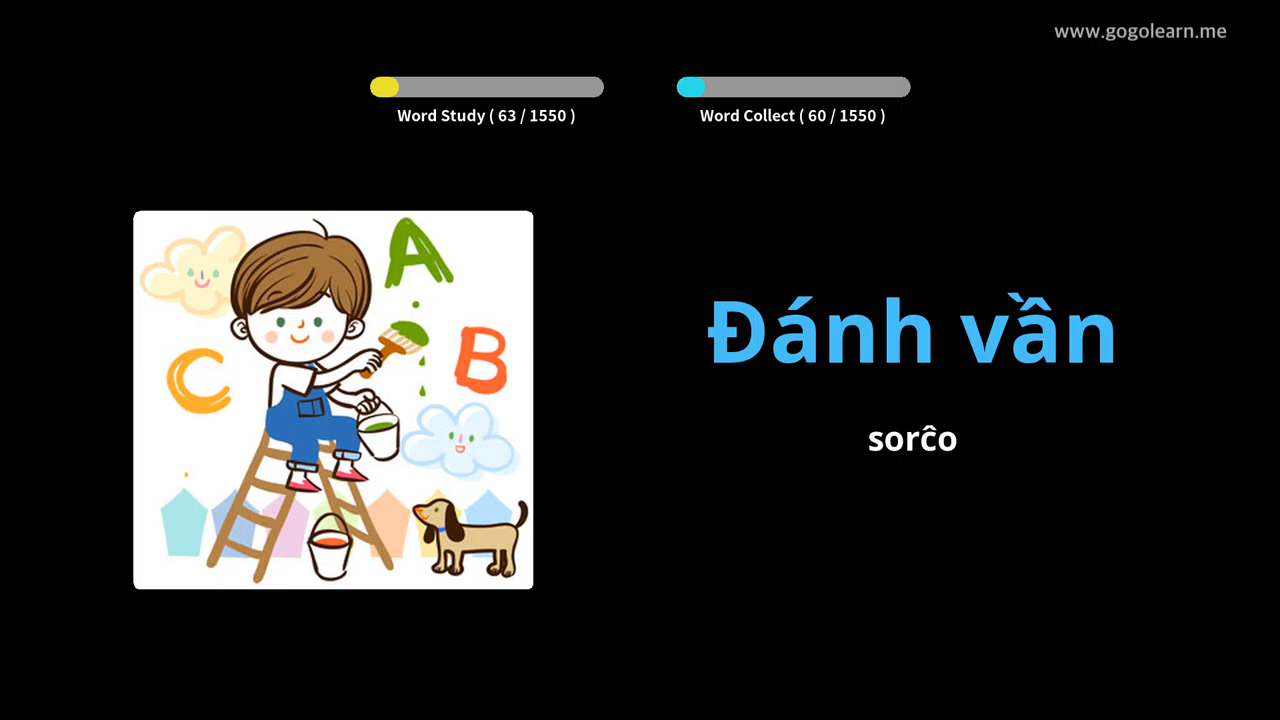 www.gogolearn.me
Word Study ( 63 / 1550 )
Word Collect ( 60 / 1550 )
A
B
C
Đánh vần
sorĉo